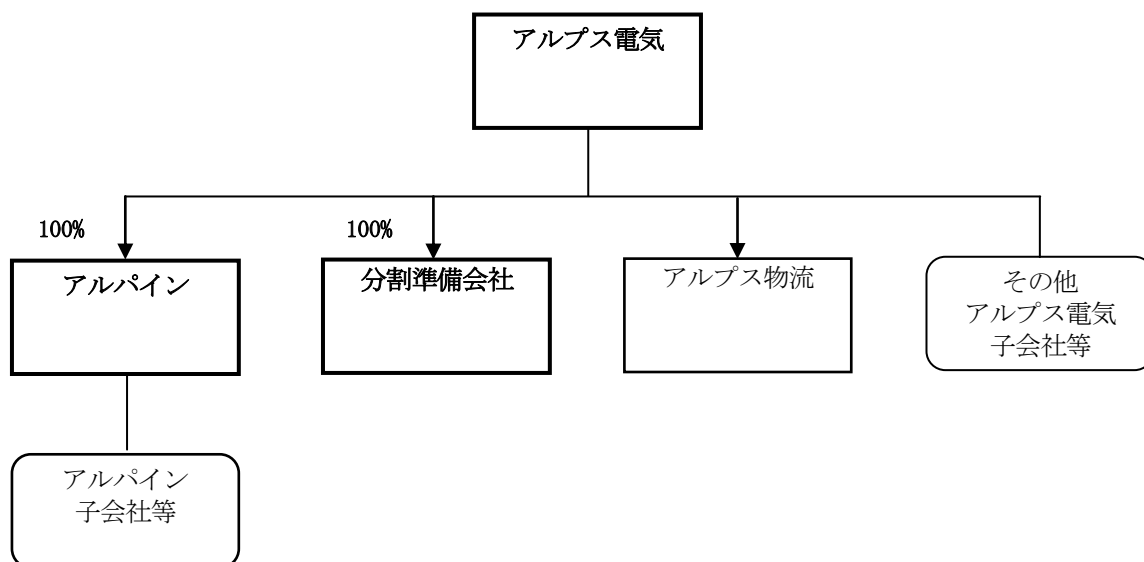 アルプス電気
100%
100%
アルパイン
分割準備会社
アルプス物流
その他
アルプス電気
子会社等
アルパイン
子会社等